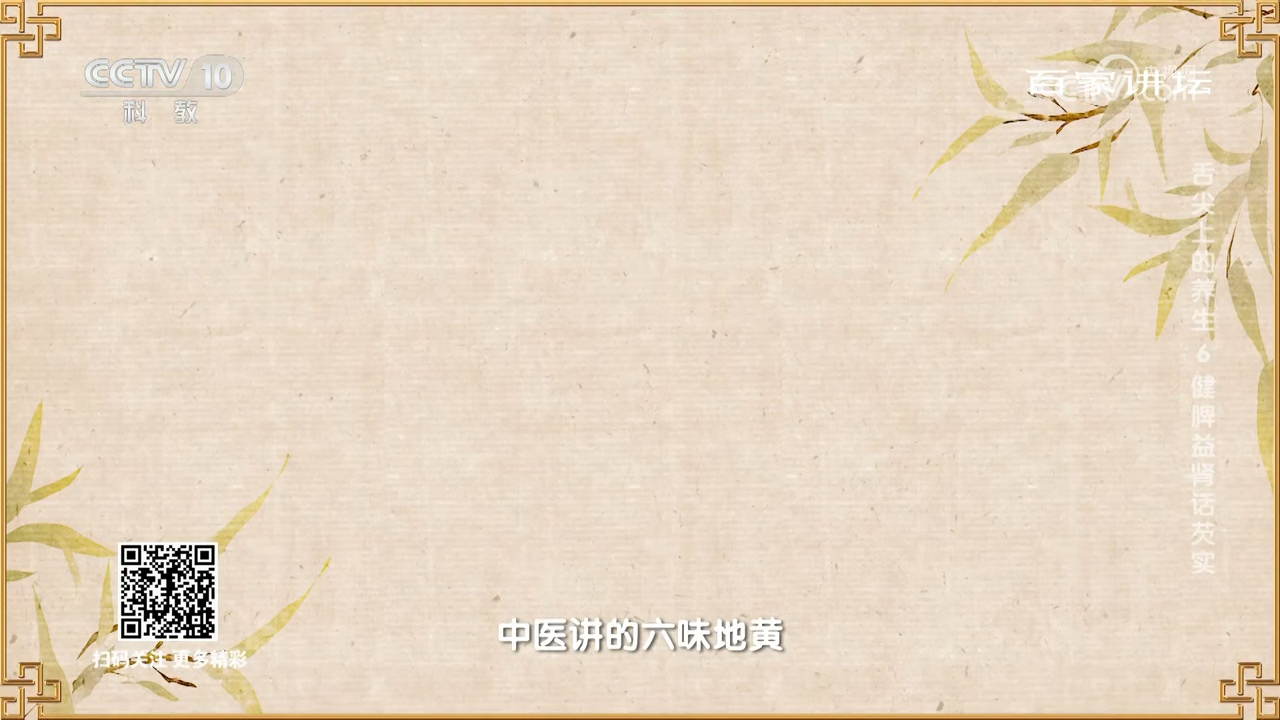 CCTV 10
科 教
百家讲坛
舌尖上的养生 6 健脾益肾话芡实
中医讲的六味地黄
扫码关注 更多精彩